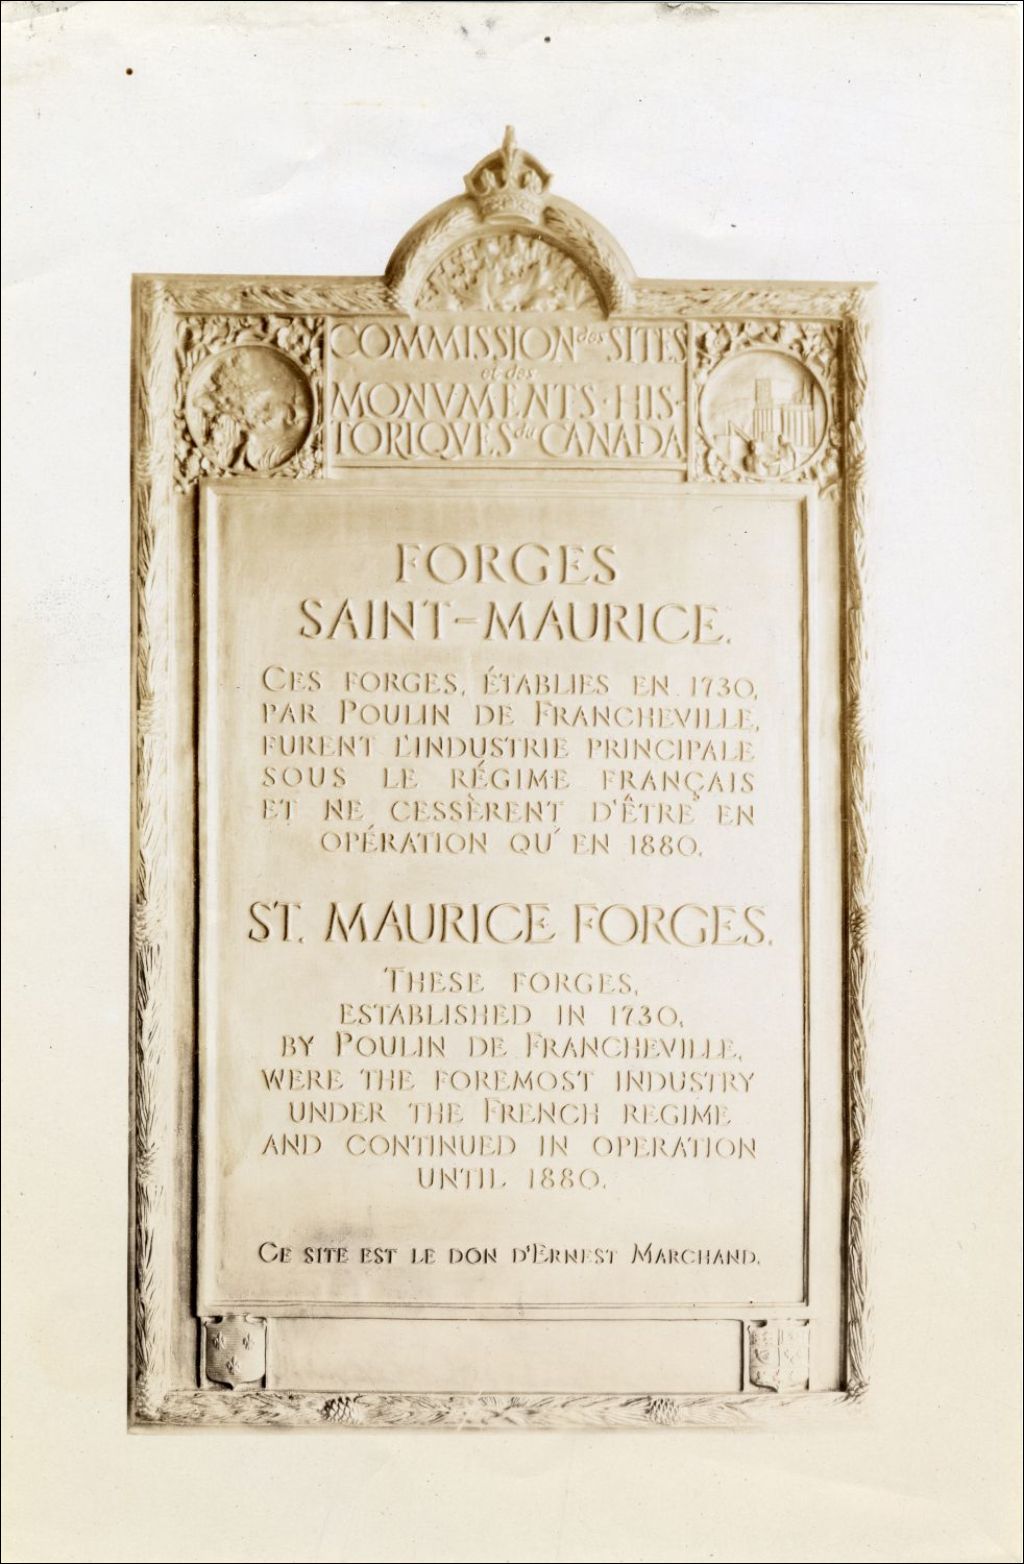 COMMISSION des SITES
et des
MONVMENTS · HIS·
TORIQVES du CANADA
FORGES
SAINT-MAURICE.
CES FORGES, ÉTABLIES EN 1730,
PAR POULIN DE FRANCHEVILLE,
FURENT L'INDUSTRIE PRINCIPALE
SOUS LE RÉGIME FRANÇAIS
ET NE CESSÈRENT D'ÊTRE EN
OPÉRATION QU' EN 1880.
ST. MAURICE FORGES.
THESE FORGES,
ESTABLISHED IN 1730,
BY POULIN DE FRANCHEVILLE,
WERE THE FOREMOST INDUSTRY
UNDER THE FRENCH REGIME
AND CONTINUED IN OPERATION
UNTIL 1880.
CE SITE EST LE DON D'ERNEST MARCHAND.